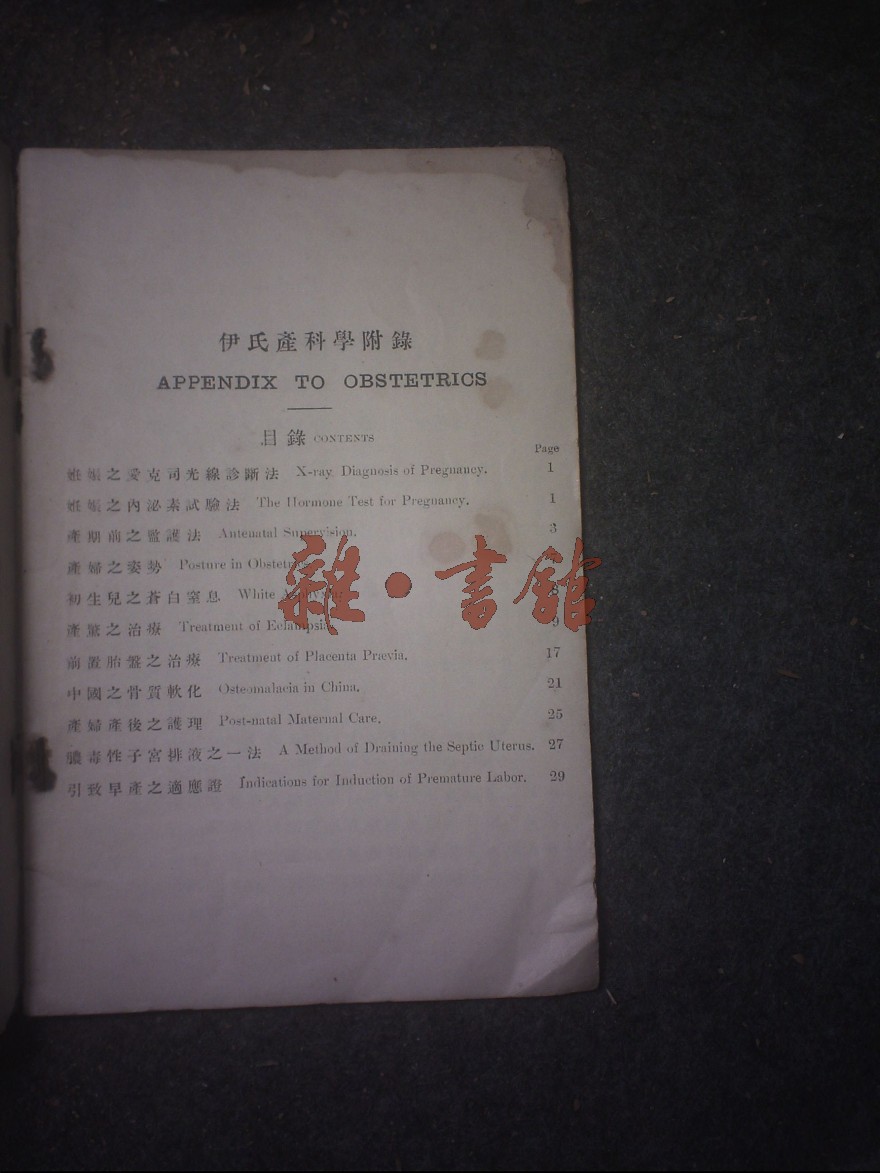 伊氏產科學附錄
APPENDIX TO OBSTETRICS
目錄 CONTENTS
Page
姙娠之愛克司光線診斷法 X-ray Diagnosis of Pregnancy. 1
姙娠之內泌素試驗法 The Hormone Test for Pregnancy. 1
產期前之監護法 Antenatal Supervision. 3
產婦之姿勢 Posture in Obstetrics
初生兒之蒼白窒息 White Asphyxia. 8
產驚之治療 Treatment of Eclampsia. 9
前置胎盤之治療 Treatment of Placenta Prævia. 17
中國之骨質軟化 Osteomalacia in China. 21
產婦產後之護理 Post-natal Maternal Care. 25
膿毒性子宮排液之一法 A Method of Draining the Septic Uterus. 27
引致早產之適應證 Indications for Induction of Premature Labor. 29
雜·書館